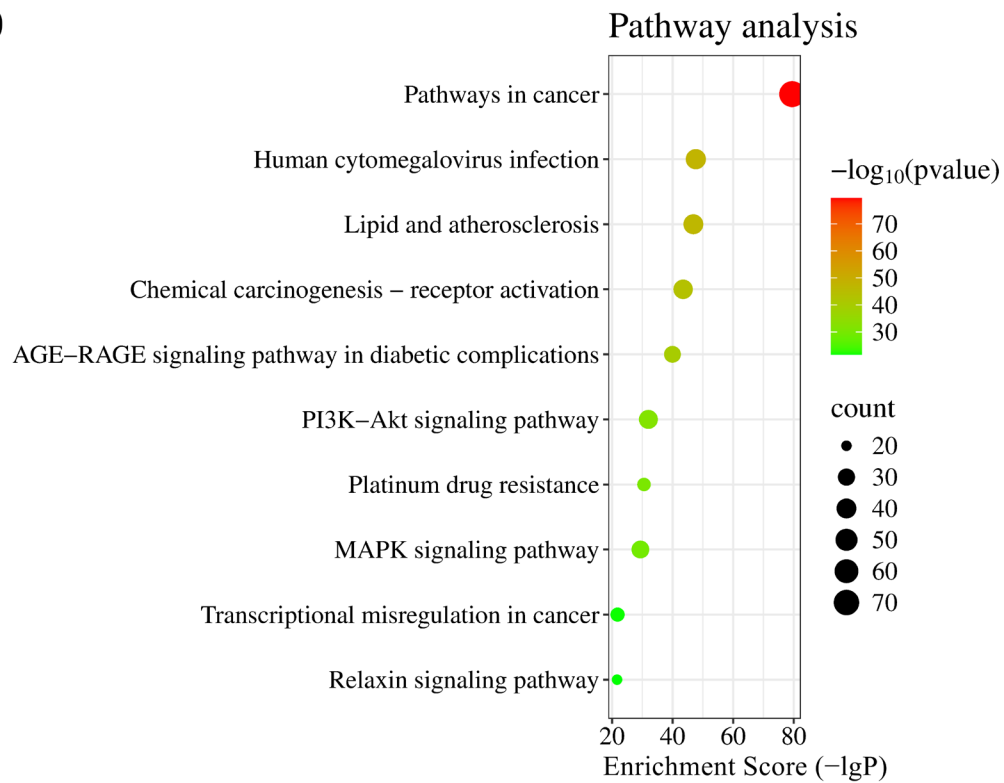 Pathway analysis
Pathways in cancer
Human cytomegalovirus infection
Lipid and atherosclerosis
Chemical carcinogenesis − receptor activation
AGE−RAGE signaling pathway in diabetic complications
PI3K−Akt signaling pathway
Platinum drug resistance
MAPK signaling pathway
Transcriptional misregulation in cancer
Relaxin signaling pathway
20 40 60 80
Enrichment Score (−lgP)
−log₁₀(pvalue)
70
60
50
40
30
count
20
30
40
50
60
70